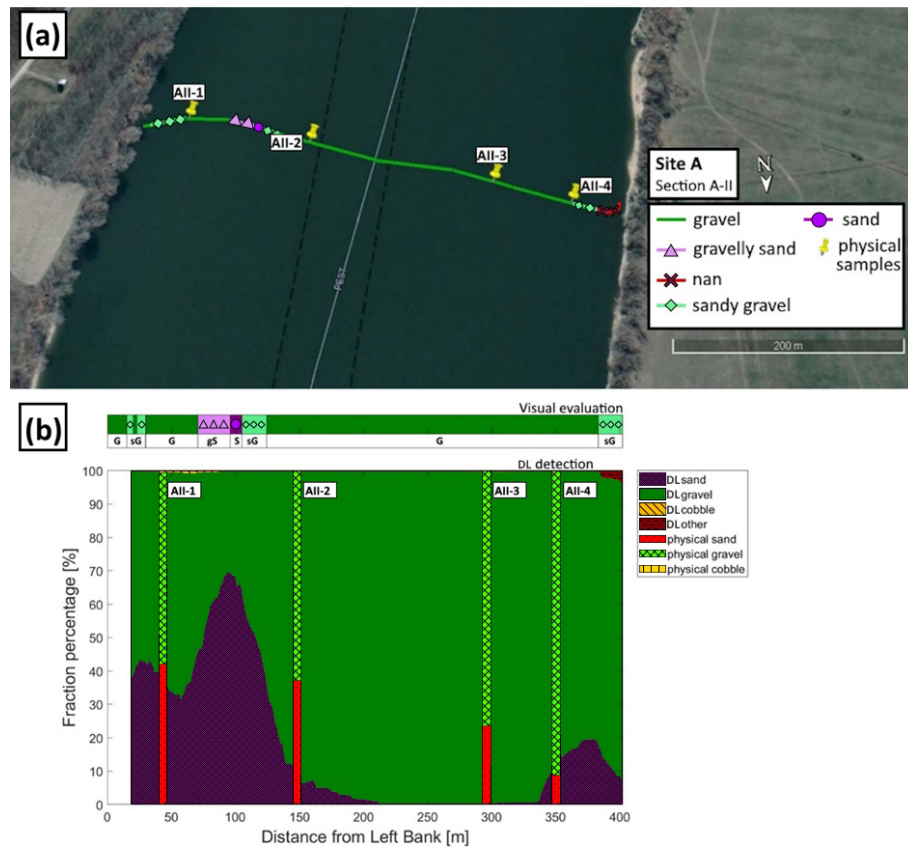 (a)
AII-1
AII-2
AII-3
AII-4
PEST
Site A
Section A-II
N
gravel
sand
gravelly sand
physical
samples
nan
sandy gravel
200 m
(b)
Visual evaluation
G sG G gS S sG G sG
DL detection
100
90
80
70
60
50
40
30
20
10
0
Fraction percentage [%]
AII-1 AII-2 AII-3 AII-4
DLsand
DLgravel
DLcobble
DLother
physical sand
physical gravel
physical cobble
0 50 100 150 200 250 300 350 400
Distance from Left Bank [m]